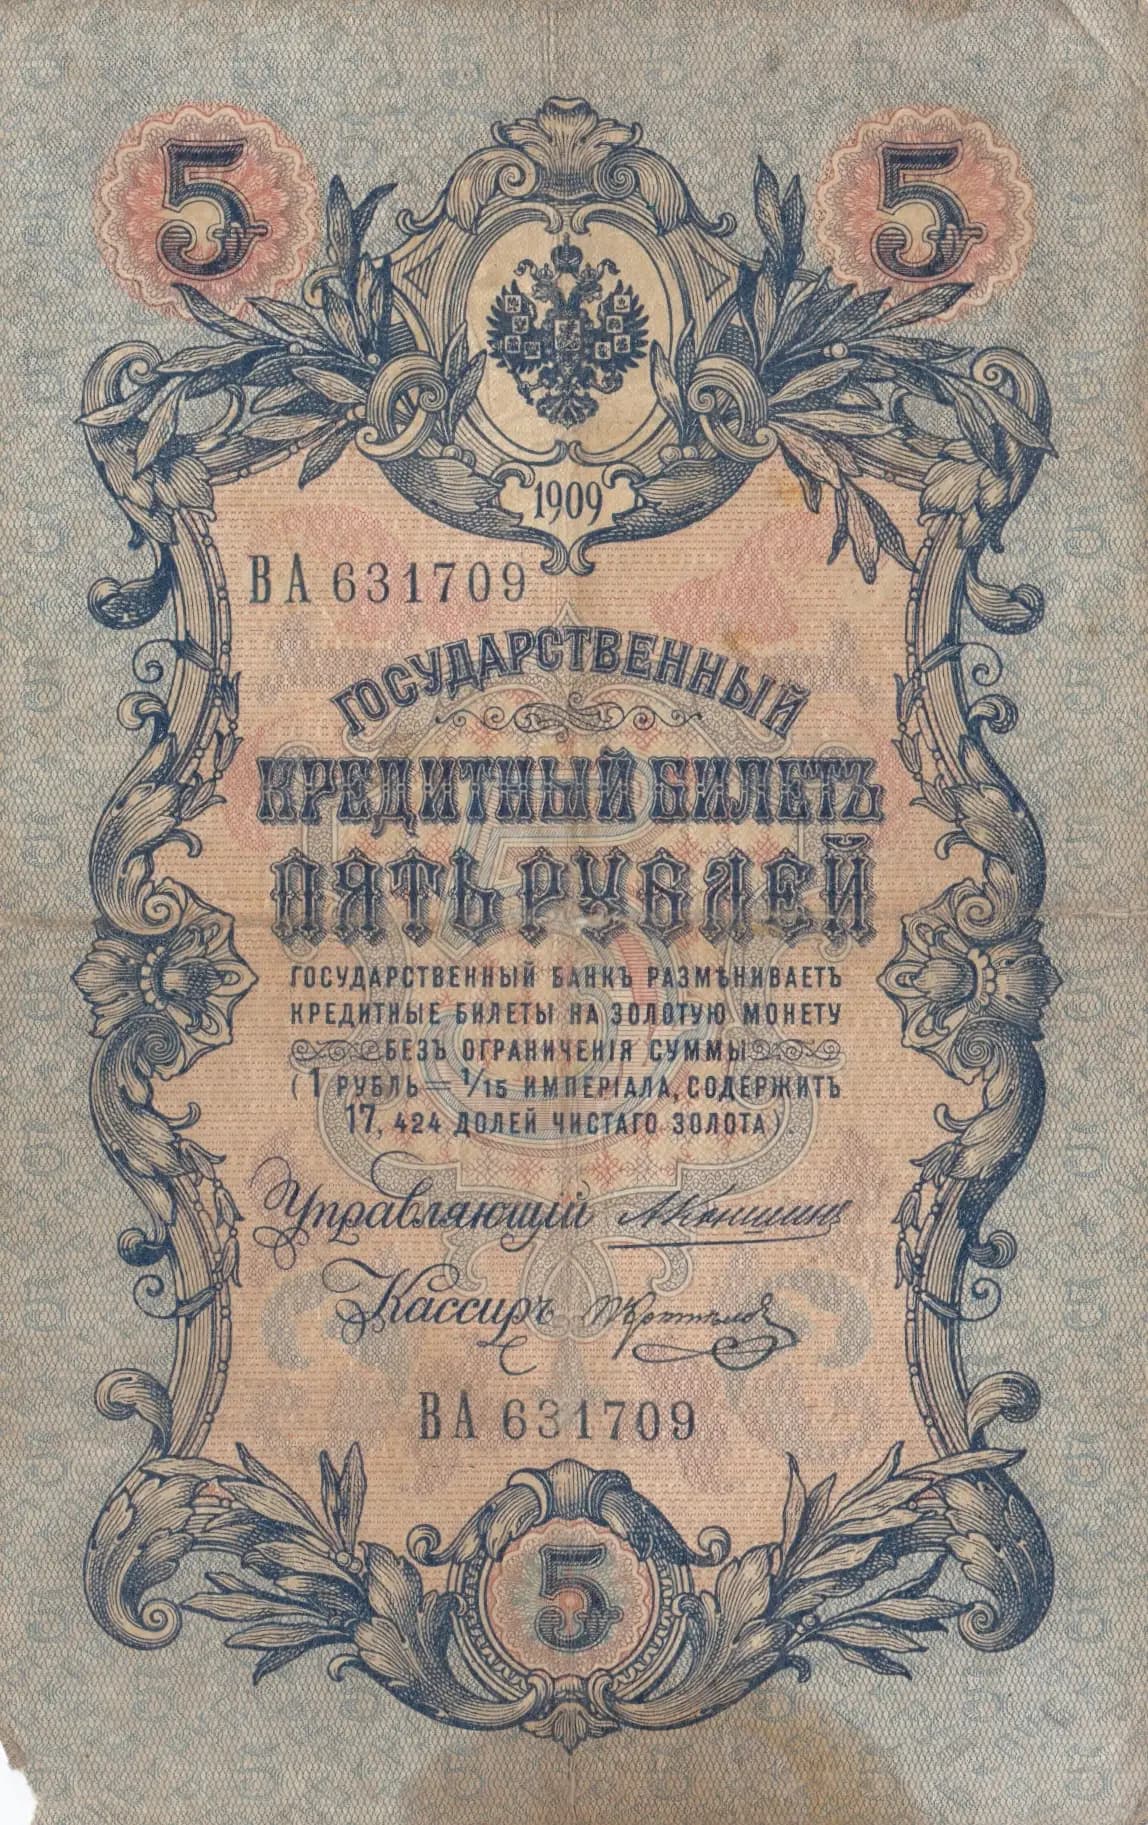 5 5
1909
ВА 631709
ГОСУДАРСТВЕННЫЙ
КРЕДИТНЫЙ БИЛЕТЪ
ПЯТЬ РУБЛЕЙ
ГОСУДАРСТВЕННЫЙ БАНКЪ РАЗМѢНИВАЕТЪ
КРЕДИТНЫЕ БИЛЕТЫ НА ЗОЛОТУЮ МОНЕТУ
БЕЗЪ ОГРАНИЧЕНІЯ СУММЫ
(1 РУБЛЬ = 1/15 ИМПЕРІАЛА, СОДЕРЖИТЪ
17,424 ДОЛЕЙ ЧИСТАГО ЗОЛОТА).
Управляющій
Кассиръ
ВА 631709
5